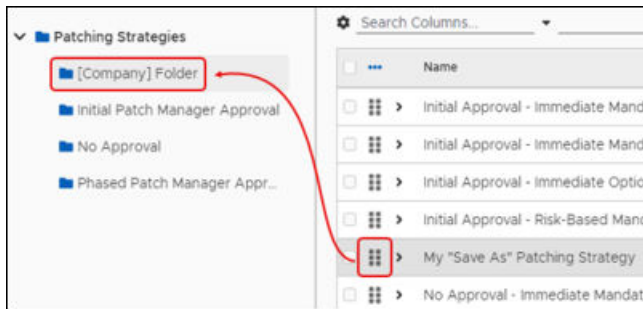 Patching Strategies
[Company] Folder
Initial Patch Manager Approval
No Approval
Phased Patch Manager Appr...
Search Columns...
Name
Initial Approval - Immediate Mand
Initial Approval - Immediate Mand
Initial Approval - Immediate Optio
Initial Approval - Risk-Based Mand
My "Save As" Patching Strategy
No Approval - Immediate Mandat